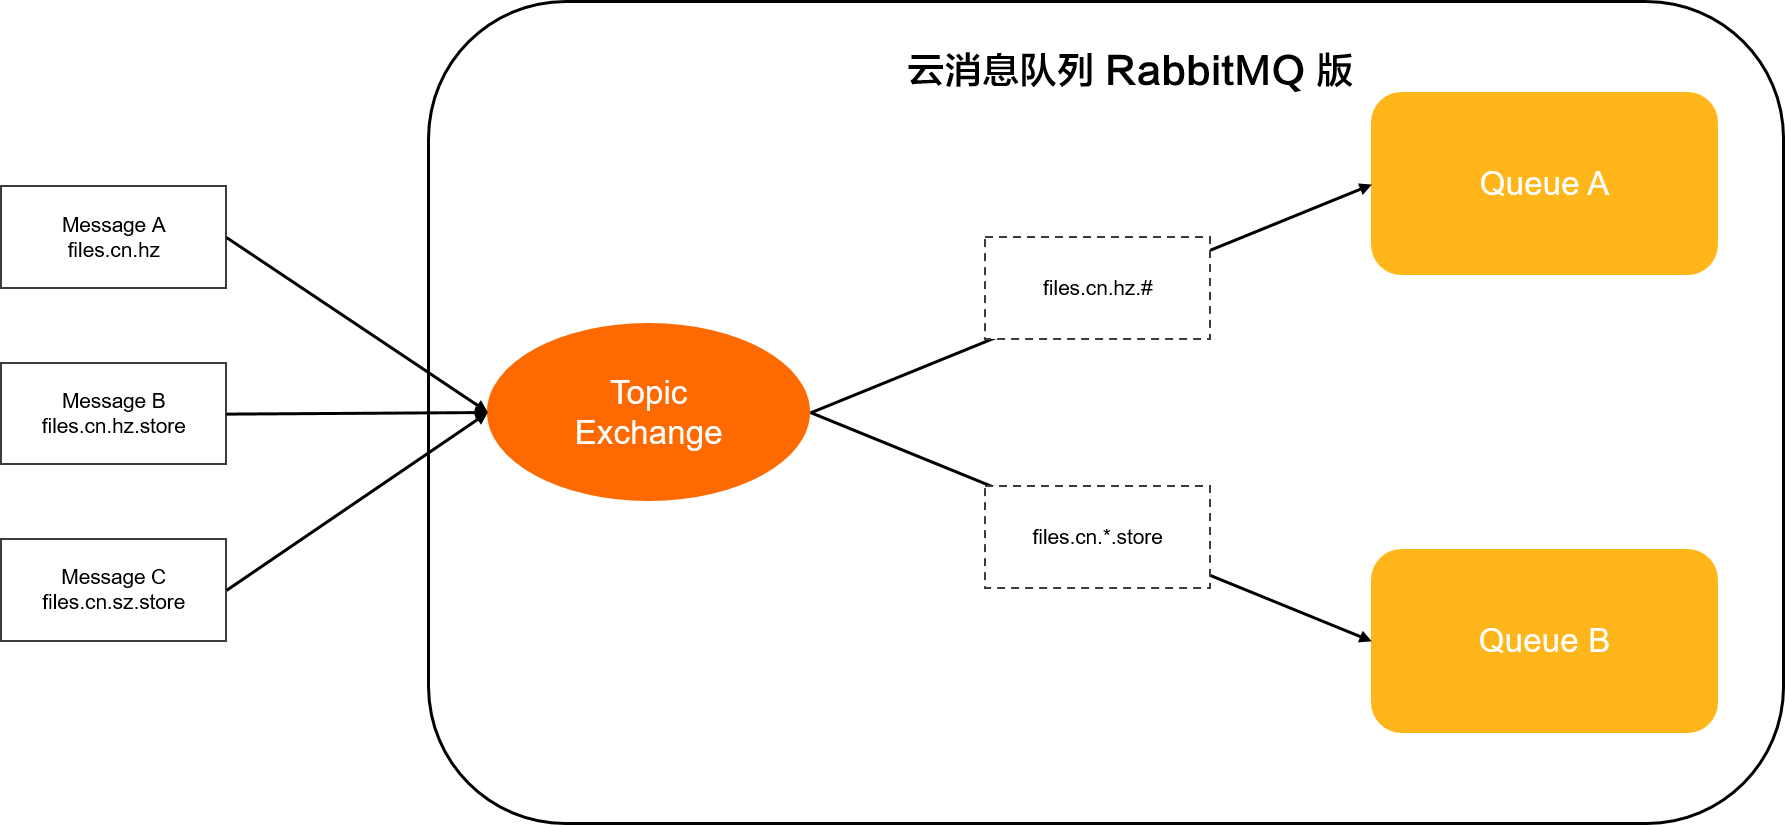 云消息队列 RabbitMQ 版
Message A
files.cn.hz
Message B
files.cn.hz.store
Message C
files.cn.sz.store
Topic
Exchange
files.cn.hz.#
files.cn.*.store
Queue A
Queue B